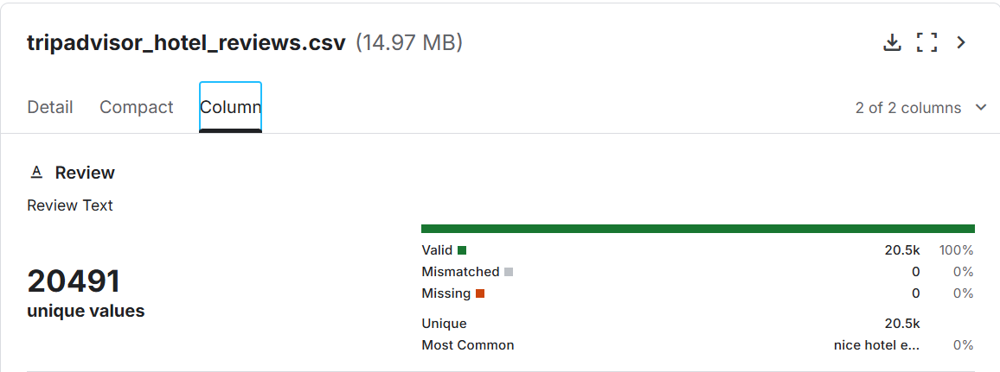 tripadvisor_hotel_reviews.csv (14.97 MB)
Detail Compact Column 2 of 2 columns
A Review
Review Text
Valid 20.5k 100%
Mismatched 0 0%
20491
Missing 0 0%
unique values
Unique 20.5k
Most Common nice hotel e... 0%